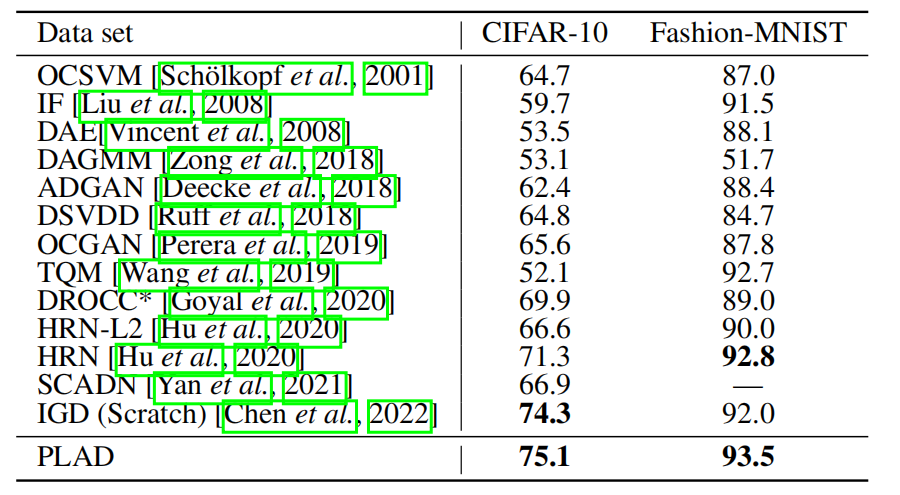 Data set CIFAR-10 Fashion-MNIST
OCSVM [Schölkopf et al., 2001] 64.7 87.0
IF [Liu et al., 2008] 59.7 91.5
DAE[Vincent et al., 2008] 53.5 88.1
DAGMM [Zong et al., 2018] 53.1 51.7
ADGAN [Deecke et al., 2018] 62.4 88.4
DSVDD [Ruff et al., 2018] 64.8 84.7
OCGAN [Perera et al., 2019] 65.6 87.8
TQM [Wang et al., 2019] 52.1 92.7
DROCC* [Goyal et al., 2020] 69.9 89.0
HRN-L2 [Hu et al., 2020] 66.6 90.0
HRN [Hu et al., 2020] 71.3 92.8
SCADN [Yan et al., 2021] 66.9 —
IGD (Scratch) [Chen et al., 2022] 74.3 92.0
PLAD 75.1 93.5